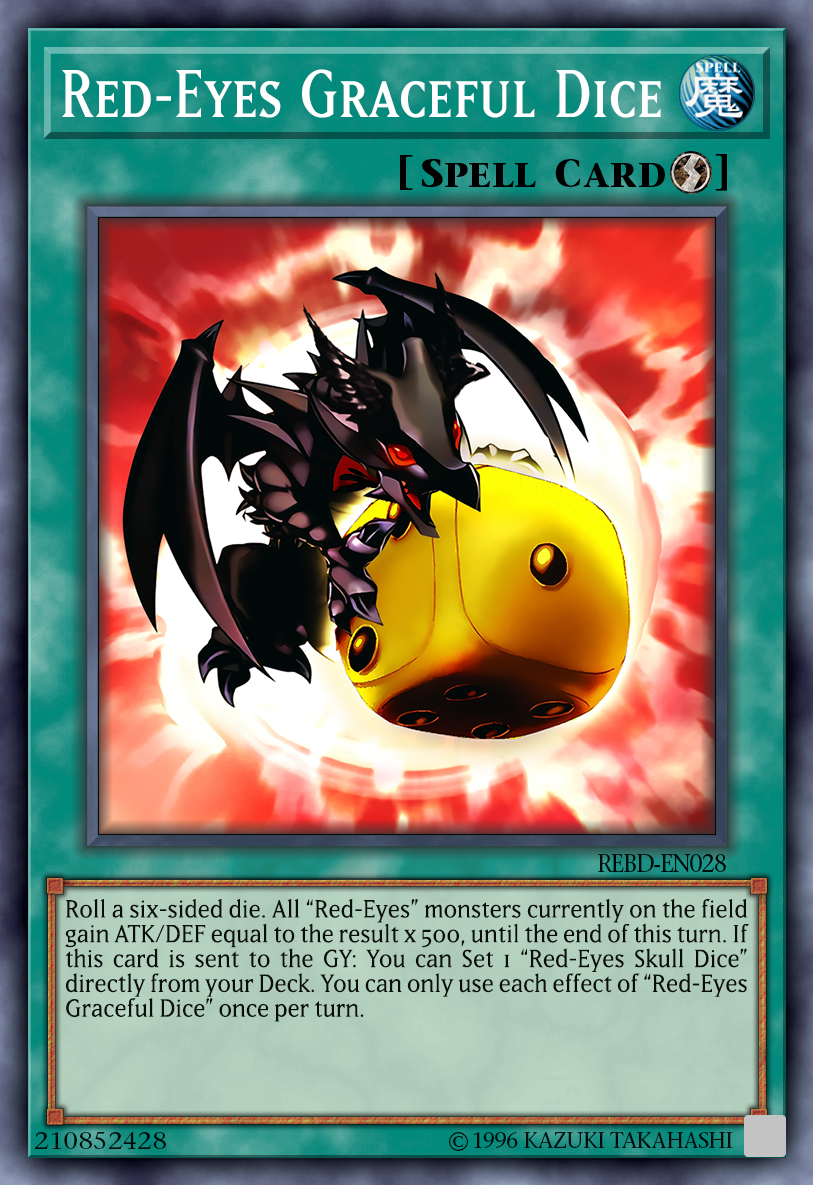 Red-Eyes Graceful Dice
SPELL
魔
[Spell Card]
REBD-EN028
Roll a six-sided die. All “Red-Eyes” monsters currently on the field
gain ATK/DEF equal to the result x 500, until the end of this turn. If
this card is sent to the GY: You can Set 1 “Red-Eyes Skull Dice”
directly from your Deck. You can only use each effect of “Red-Eyes
Graceful Dice” once per turn.
210852428
© 1996 KAZUKI TAKAHASHI